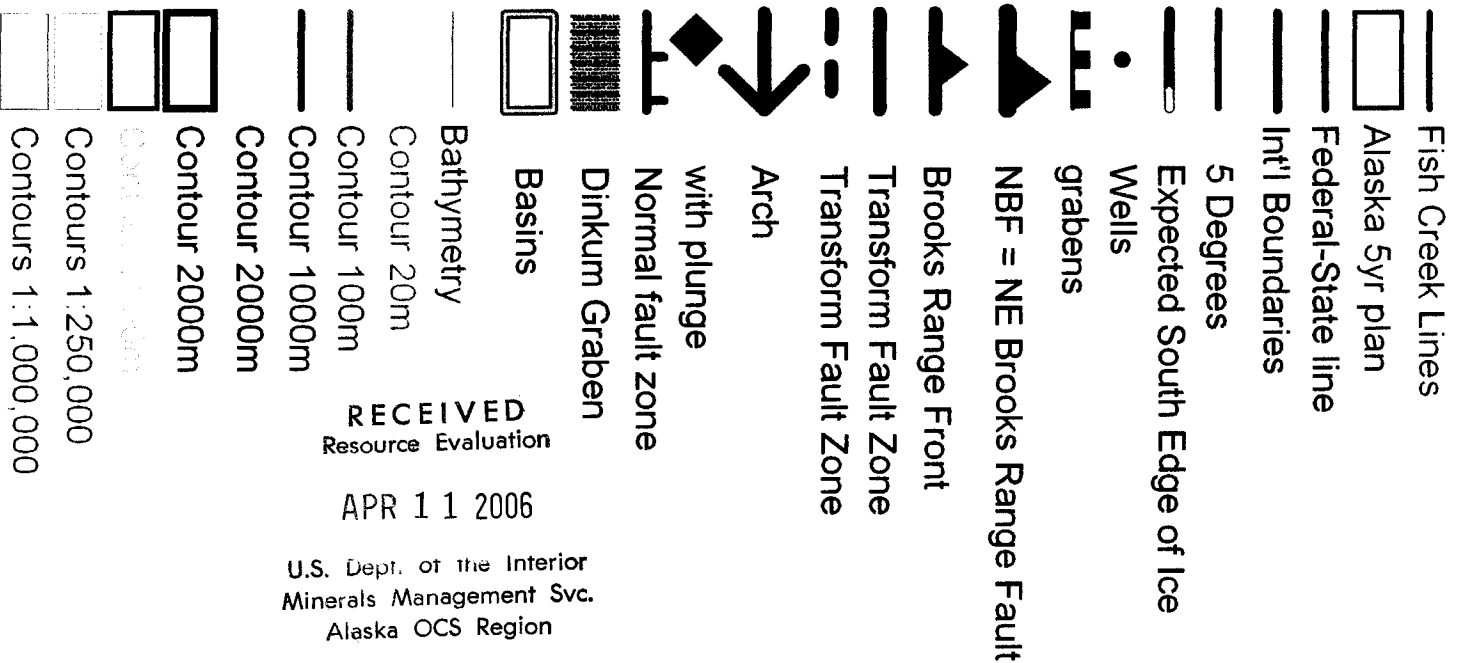 Fish Creek Lines
Alaska 5yr plan
Federal-State line
Int'l Boundaries
5 Degrees
Expected South Edge of Ice
Wells
grabens
NBF = NE Brooks Range Fault
Brooks Range Front
Transform Fault Zone
Transform Fault Zone
Arch
with plunge
Normal fault zone
Dinkum Graben
Basins
Bathymetry
Contour 20m
Contour 100m
Contour 1000m
Contour 2000m
Contour 2000m
Contours 1:250,000
Contours 1:1,000,000
RECEIVED
Resource Evaluation
APR 11 2006
U.S. Dept. of the Interior
Minerals Management Svc.
Alaska OCS Region